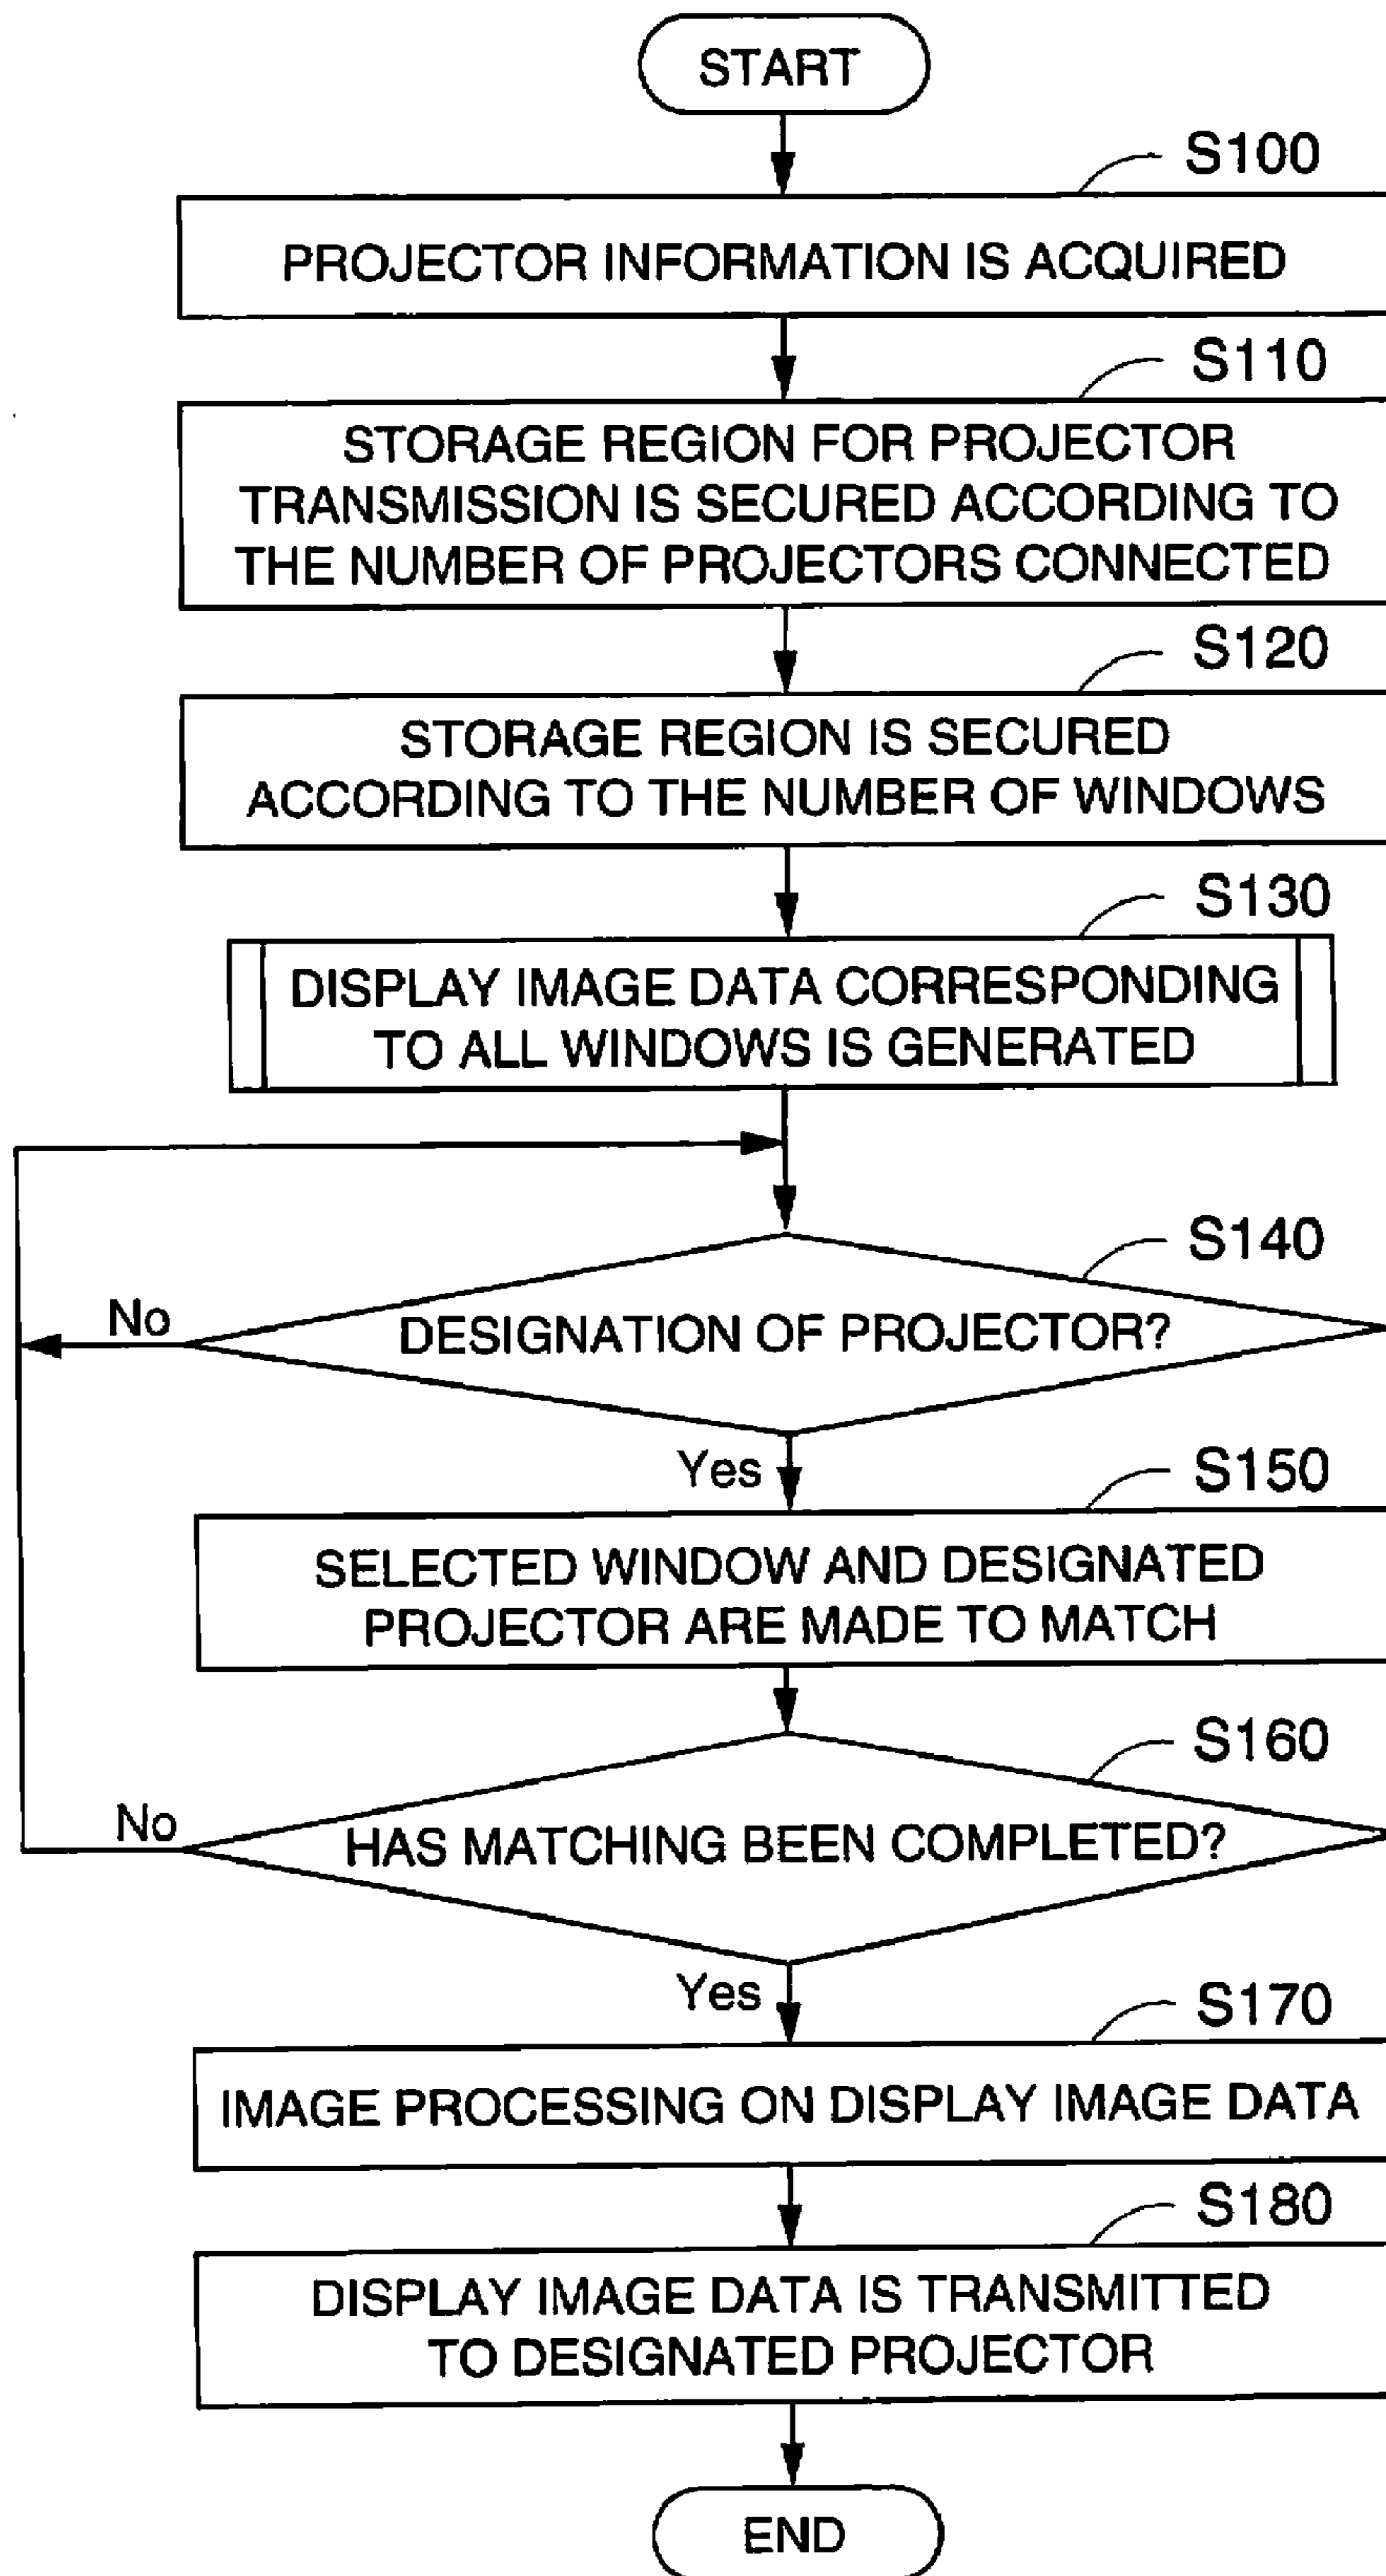 START
S100
PROJECTOR INFORMATION IS ACQUIRED
S110
STORAGE REGION FOR PROJECTOR
TRANSMISSION IS SECURED ACCORDING TO
THE NUMBER OF PROJECTORS CONNECTED
S120
STORAGE REGION IS SECURED
ACCORDING TO THE NUMBER OF WINDOWS
S130
DISPLAY IMAGE DATA CORRESPONDING
TO ALL WINDOWS IS GENERATED
S140
No
DESIGNATION OF PROJECTOR?
Yes
S150
SELECTED WINDOW AND DESIGNATED
PROJECTOR ARE MADE TO MATCH
S160
No
HAS MATCHING BEEN COMPLETED?
Yes
S170
IMAGE PROCESSING ON DISPLAY IMAGE DATA
S180
DISPLAY IMAGE DATA IS TRANSMITTED
TO DESIGNATED PROJECTOR
END